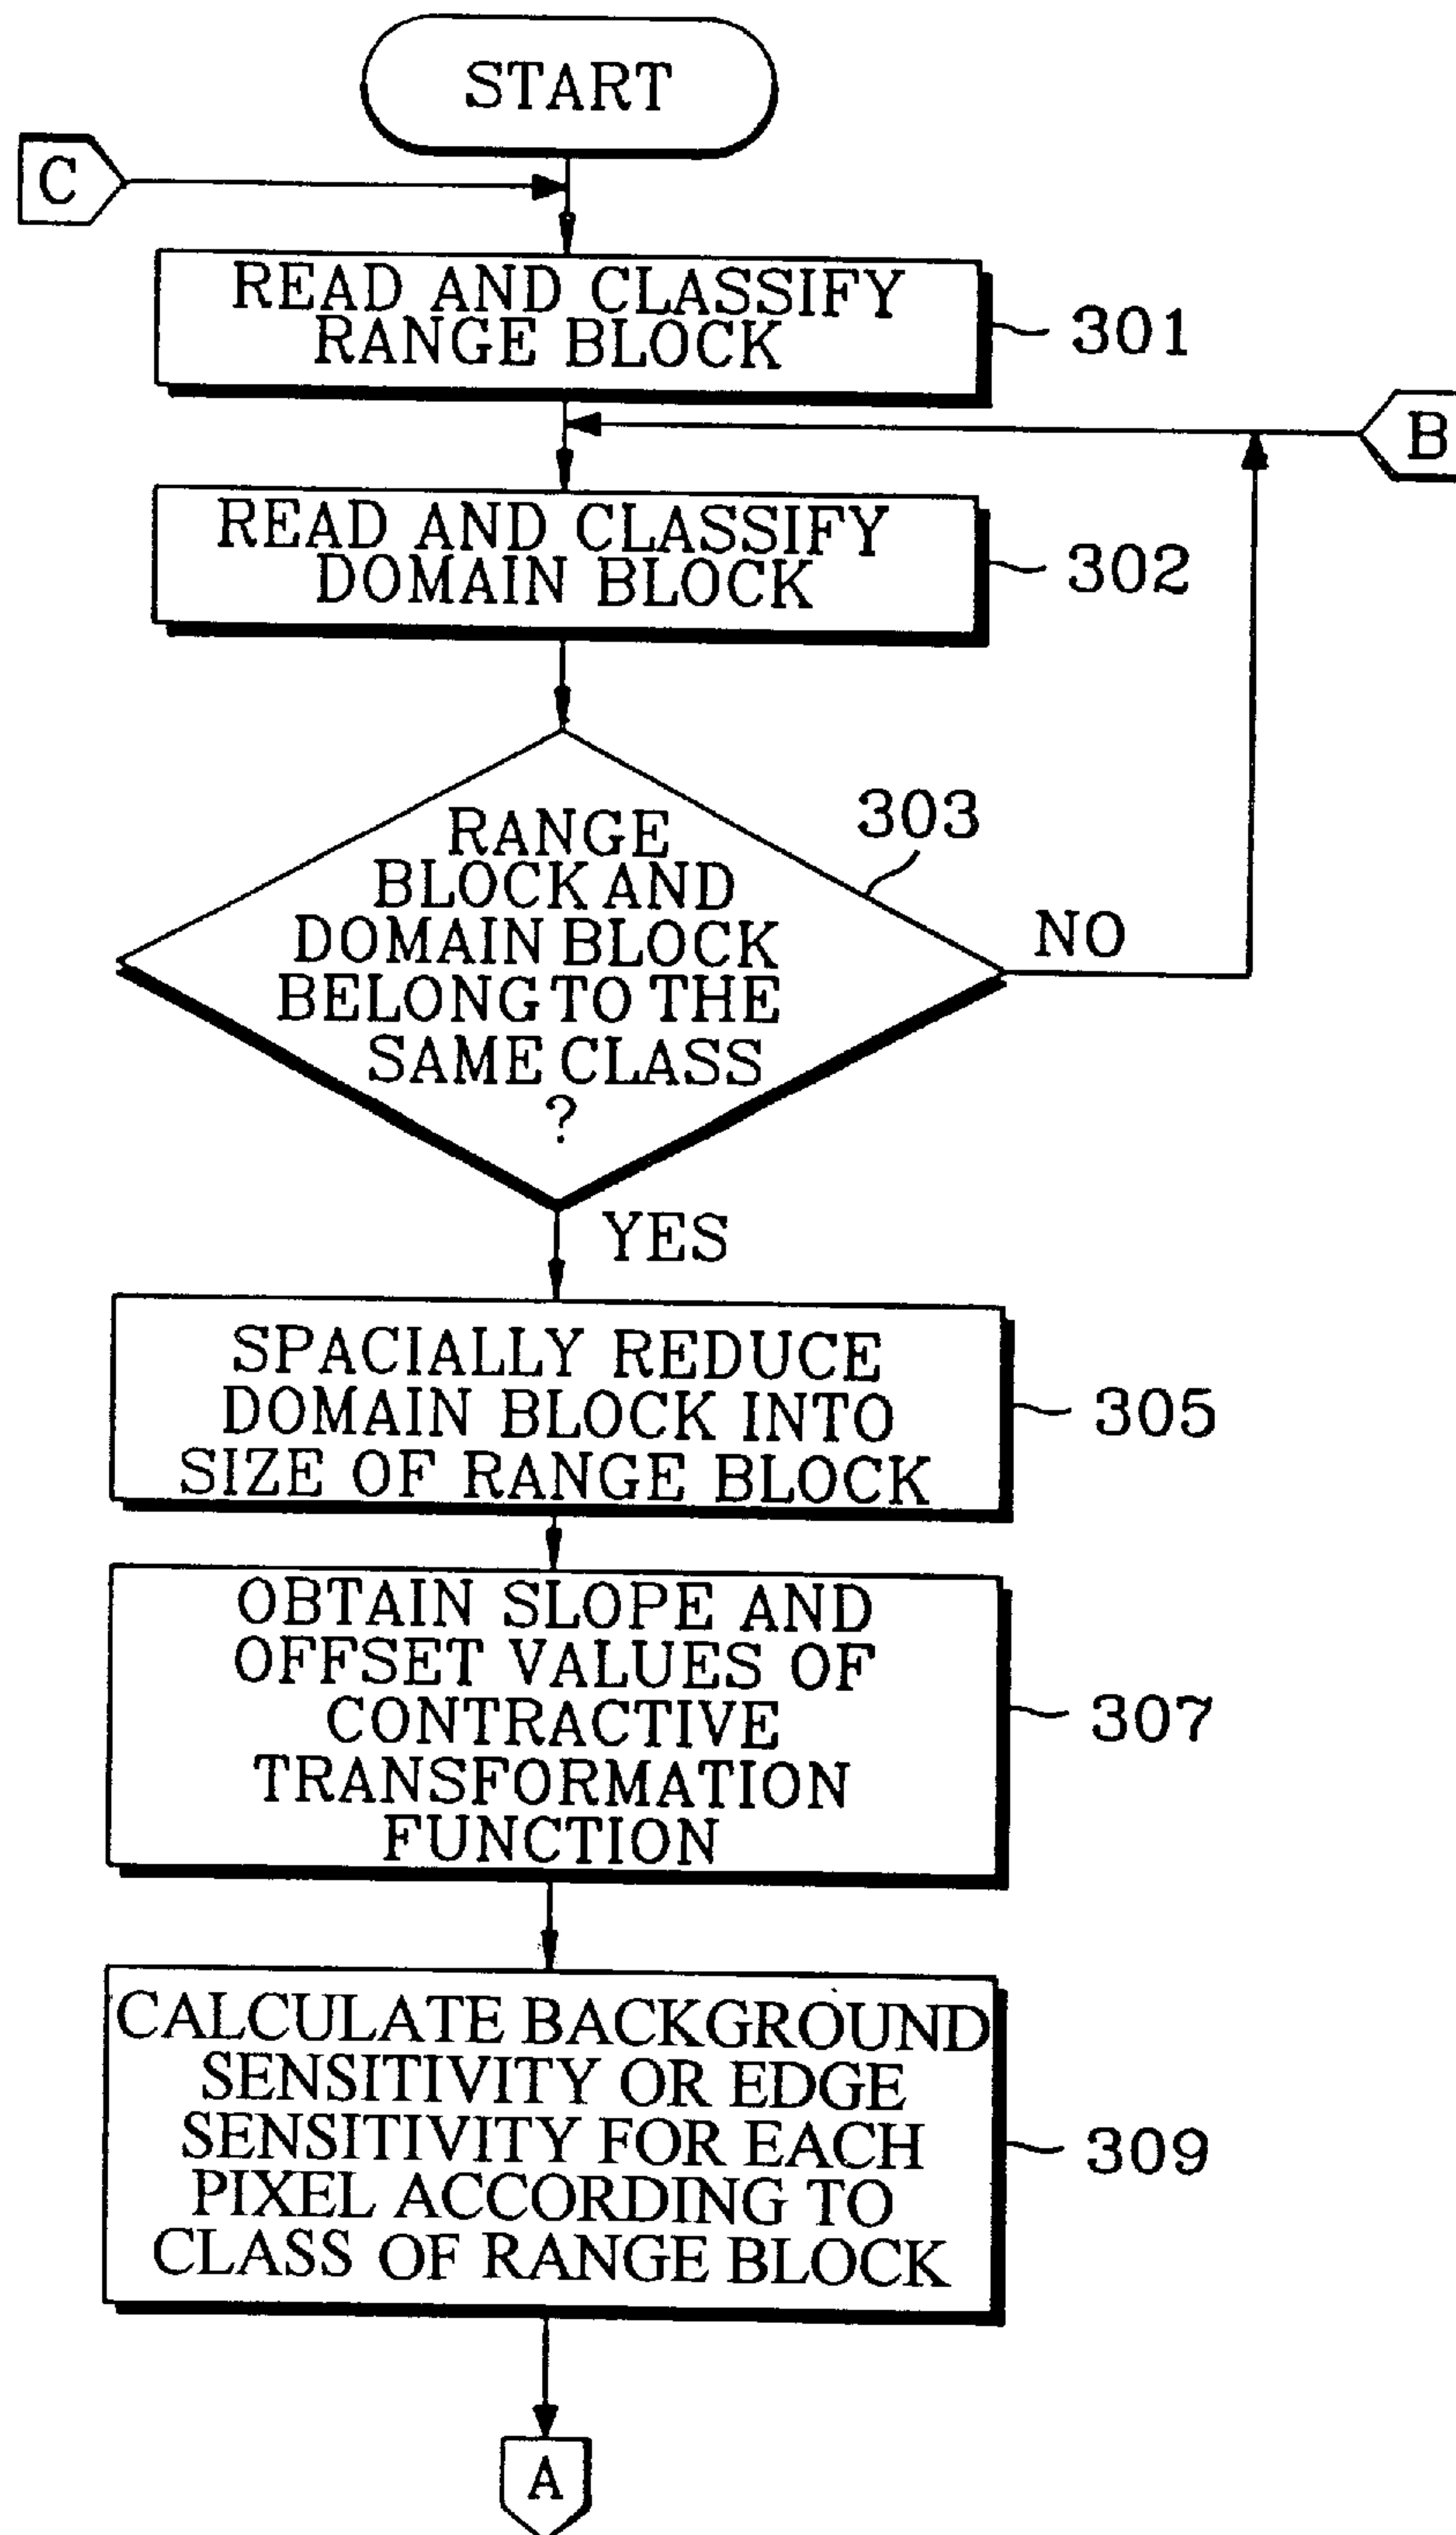 START
C
READ AND CLASSIFY
RANGE BLOCK
301
B
READ AND CLASSIFY
DOMAIN BLOCK
302
303
RANGE
BLOCK AND
DOMAIN BLOCK
BELONG TO THE
SAME CLASS
?
NO
YES
SPACIALLY REDUCE
DOMAIN BLOCK INTO
SIZE OF RANGE BLOCK
305
OBTAIN SLOPE AND
OFFSET VALUES OF
CONTRACTIVE
TRANSFORMATION
FUNCTION
307
CALCULATE BACKGROUND
SENSITIVITY OR EDGE
SENSITIVITY FOR EACH
PIXEL ACCORDING TO
CLASS OF RANGE BLOCK
309
A